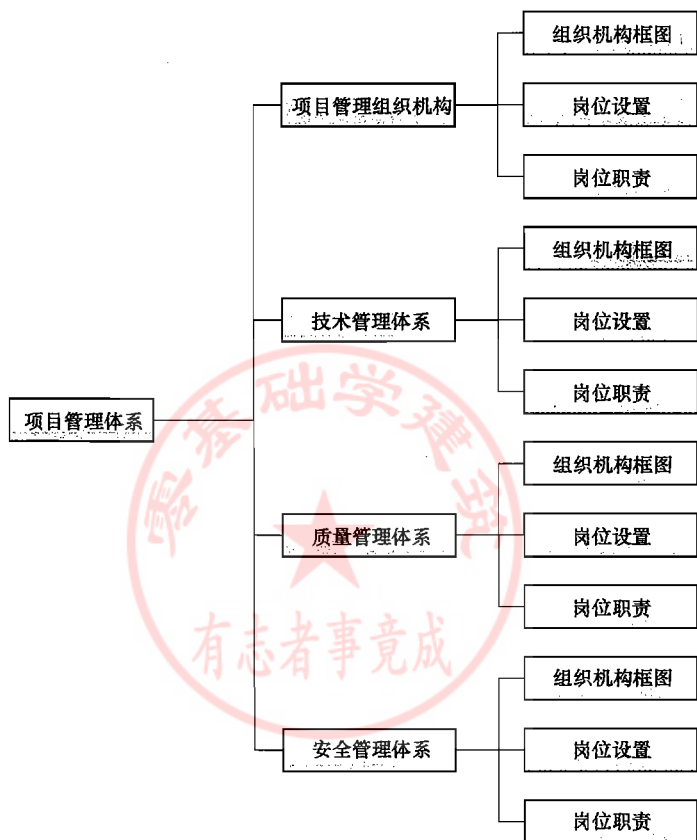 项目管理体系
项目管理组织机构
组织机构框图
岗位设置
岗位职责
技术管理体系
组织机构框图
岗位设置
岗位职责
质量管理体系
组织机构框图
岗位设置
岗位职责
安全管理体系
组织机构框图
岗位设置
岗位职责
零基础学建筑
有志者事竟成